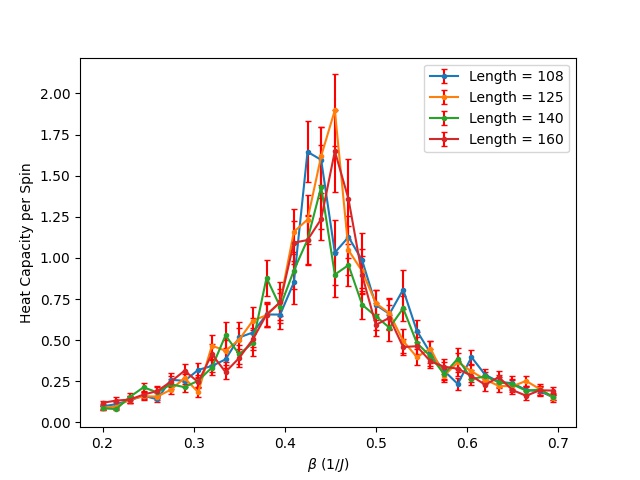 Length = 108
Length = 125
Length = 140
Length = 160
Heat Capacity per Spin
2.00
1.75
1.50
1.25
1.00
0.75
0.50
0.25
0.00
0.2 0.3 0.4 0.5 0.6 0.7
β (1/J)